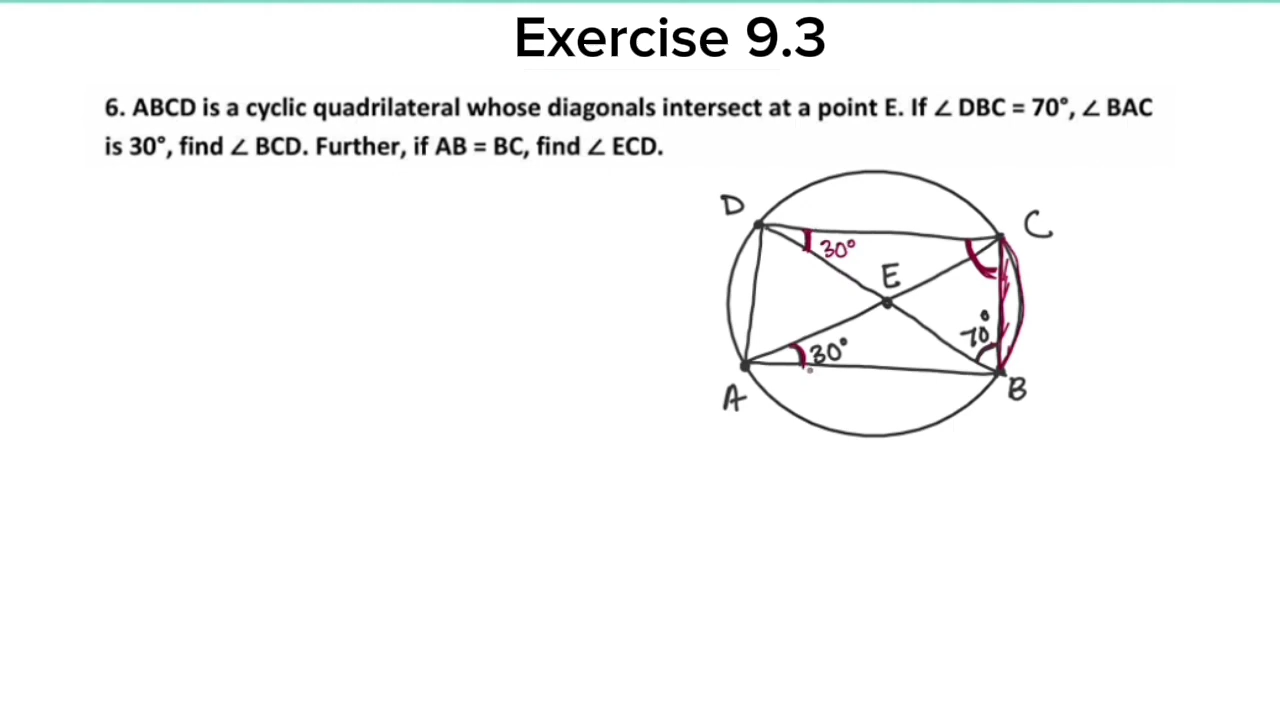 Exercise 9.3
6. ABCD is a cyclic quadrilateral whose diagonals intersect at a point E. If ∠ DBC = 70°, ∠ BAC
is 30°, find ∠ BCD. Further, if AB = BC, find ∠ ECD.
D
C
30°
E
70°
30°
A
B